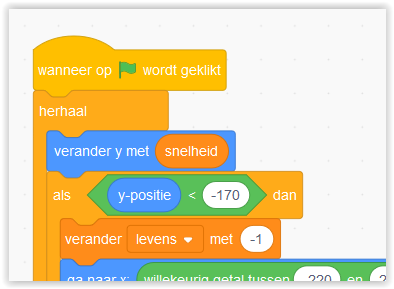 wanneer op wordt geklikt
herhaal
verander y met snelheid
als y-positie < -170 dan
verander levens met -1
ga naar x: willekeurig getal tussen -220 en